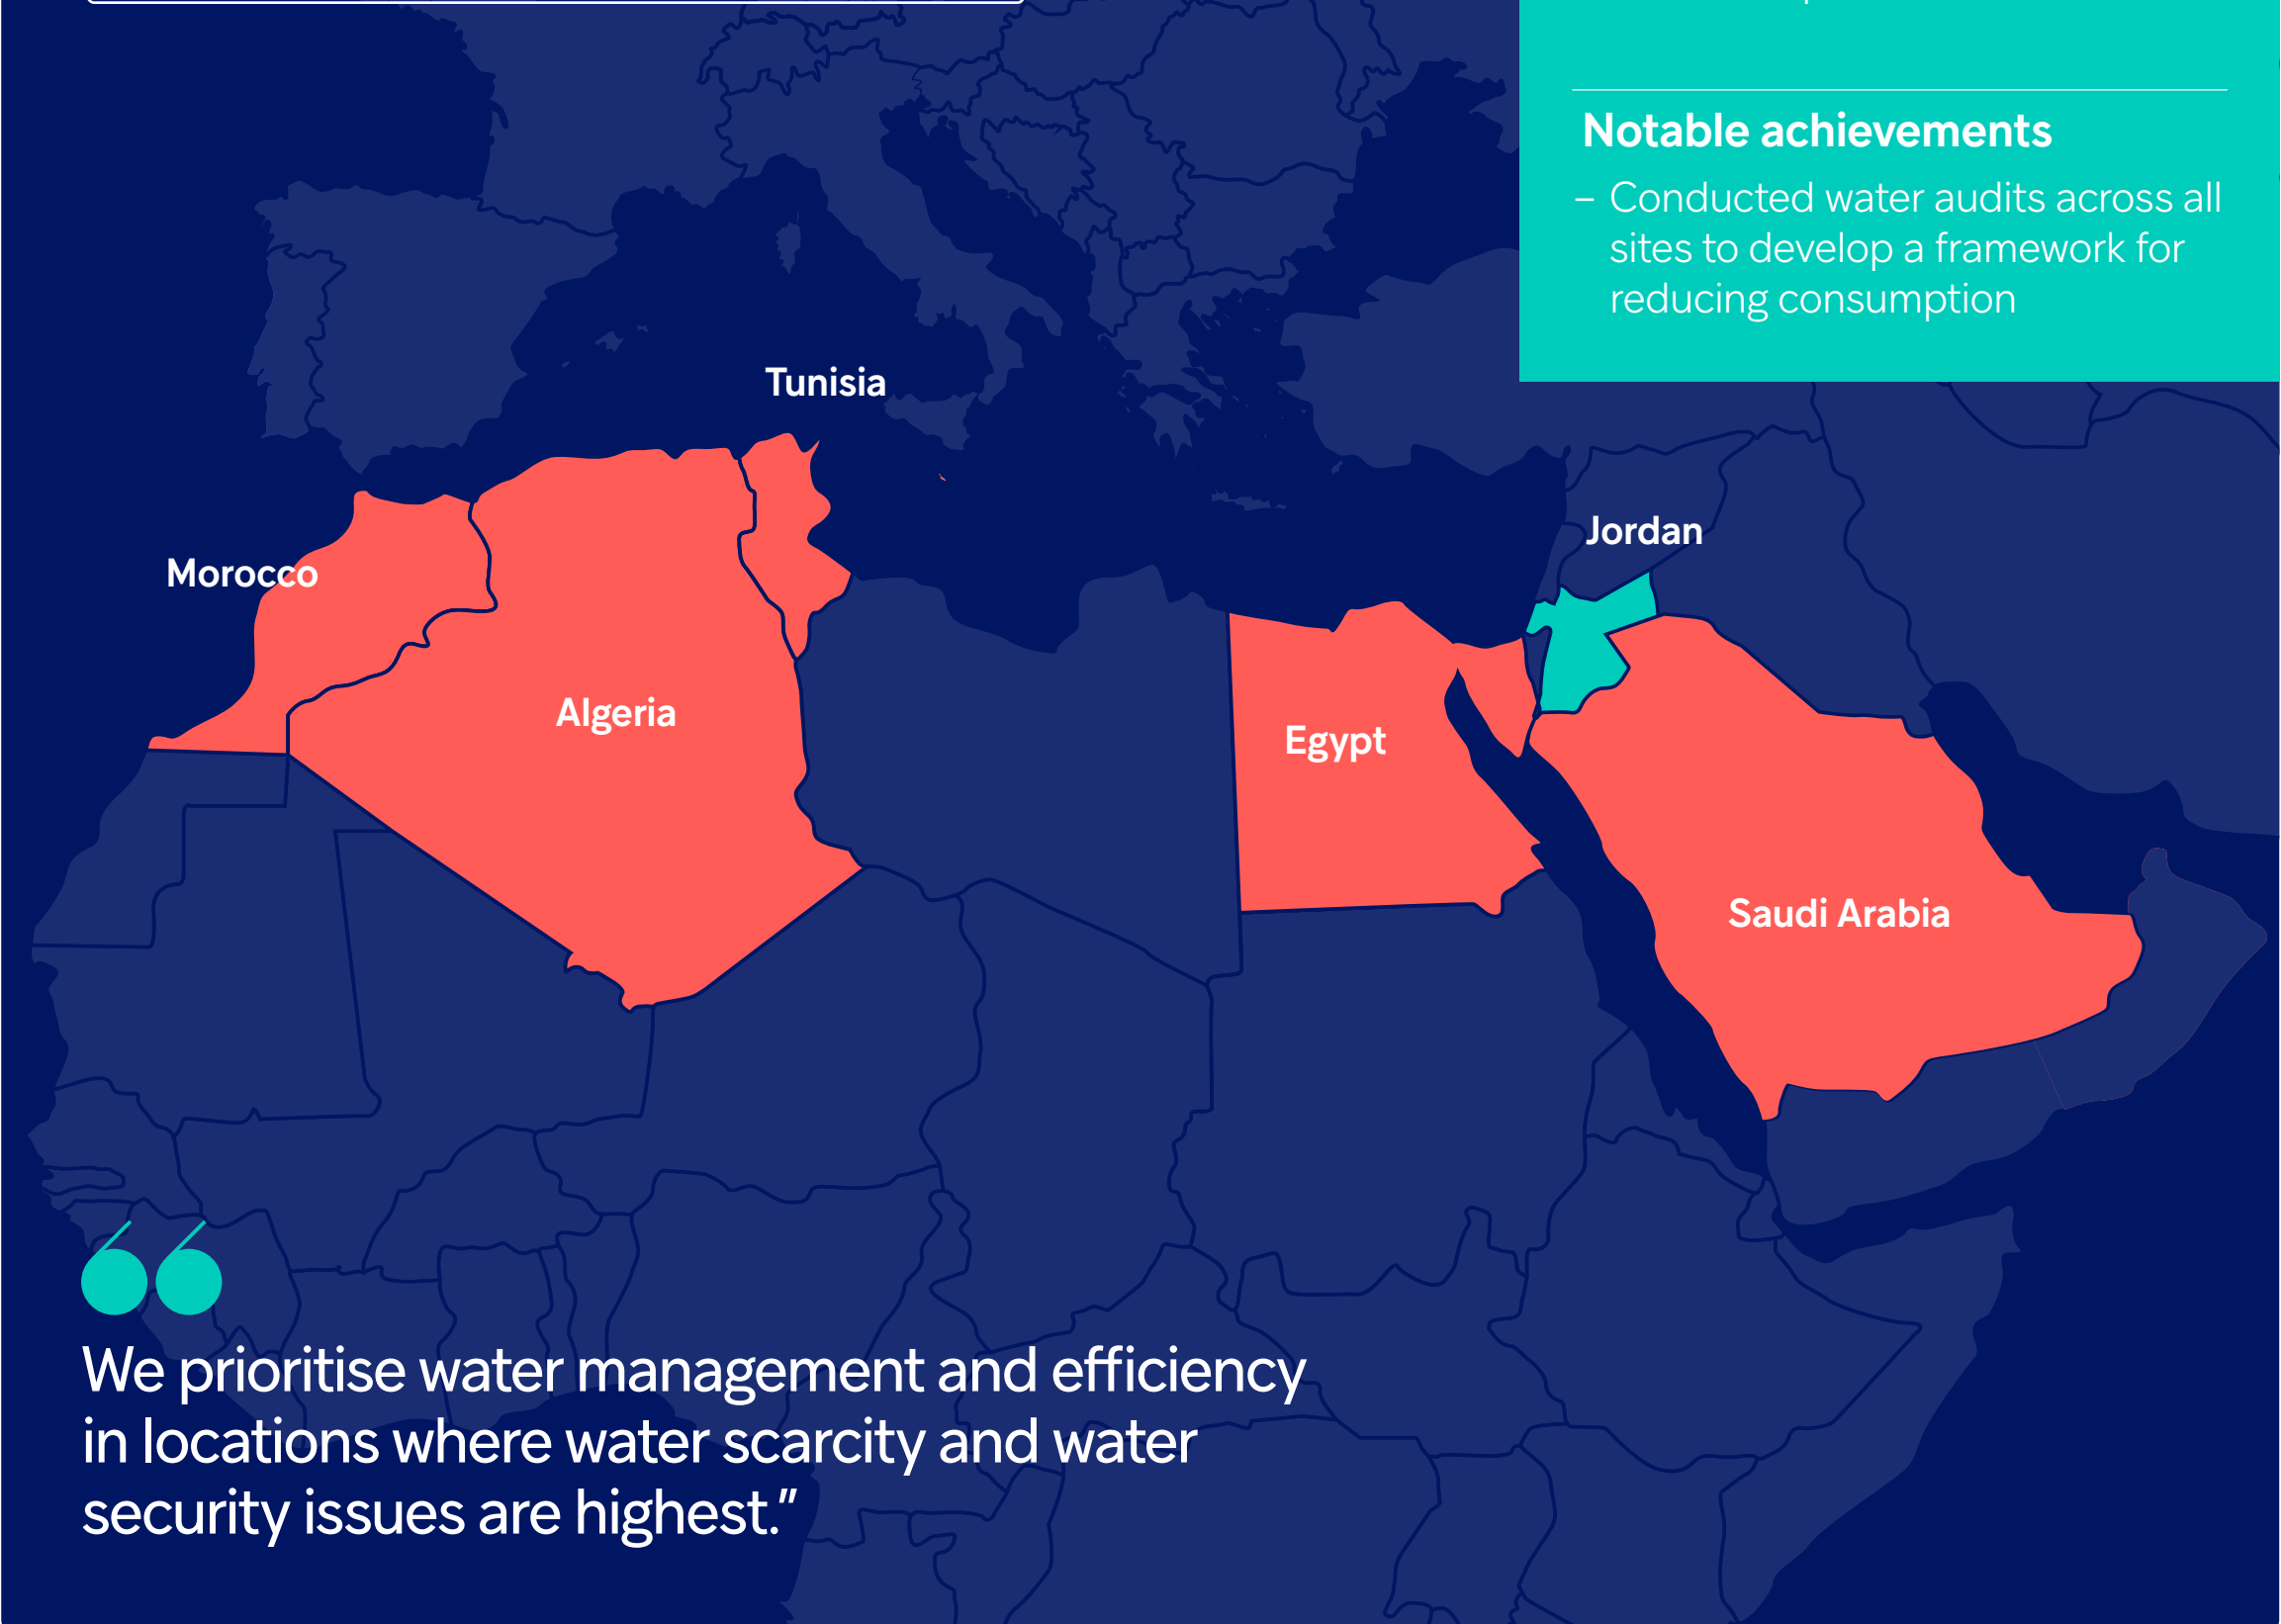 Notable achievements
– Conducted water audits across all
sites to develop a framework for
reducing consumption
Tunisia
Jordan
Morocco
Algeria
Egypt
Saudi Arabia
“
We prioritise water management and efficiency
in locations where water scarcity and water
security issues are highest.”